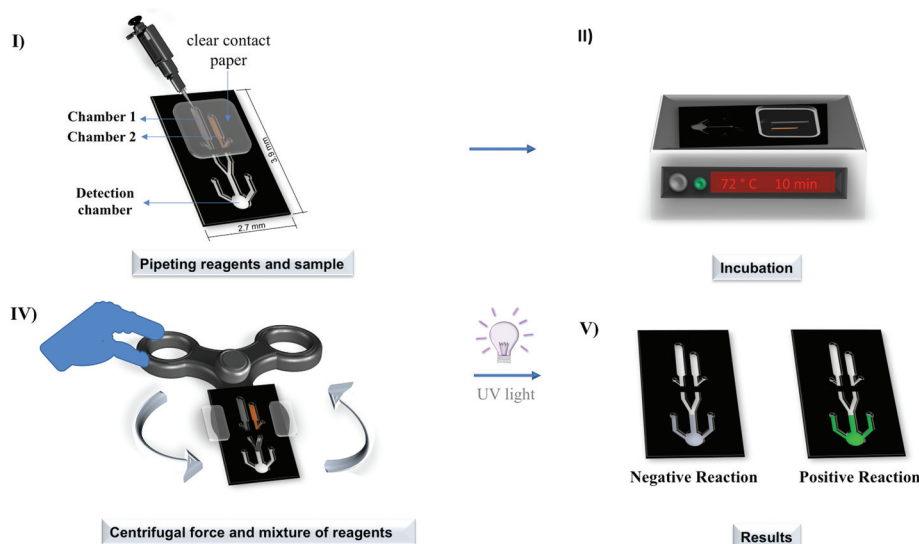 I)
clear contact
paper
Chamber 1
Chamber 2
3.9 mm
Detection
chamber
2.7 mm
Pipeting reagents and sample
II)
72 ° C 10 min
Incubation
IV)
Centrifugal force and mixture of reagents
UV light
V)
Negative Reaction
Positive Reaction
Results